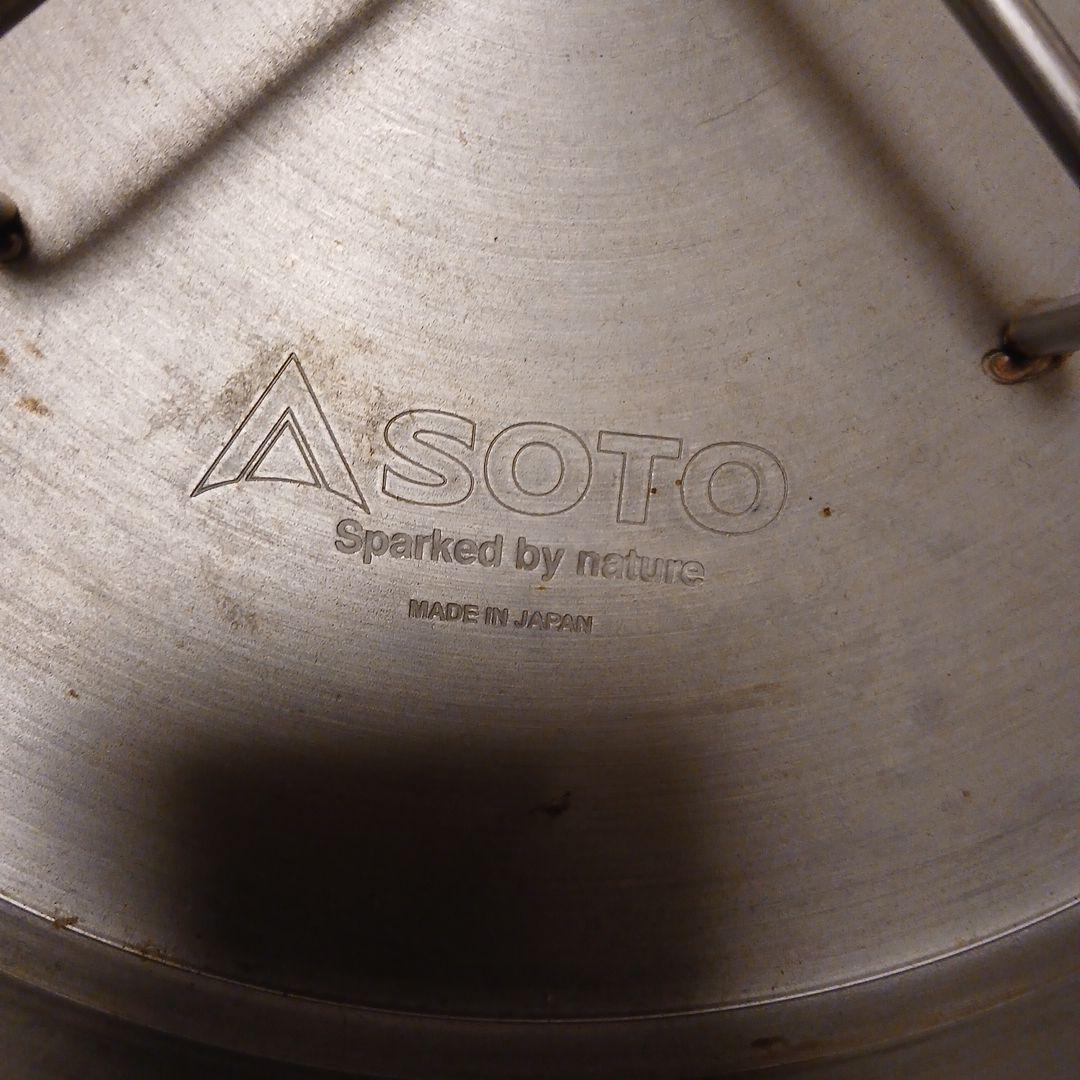 SOTO
Sparked by nature
MADE IN JAPAN